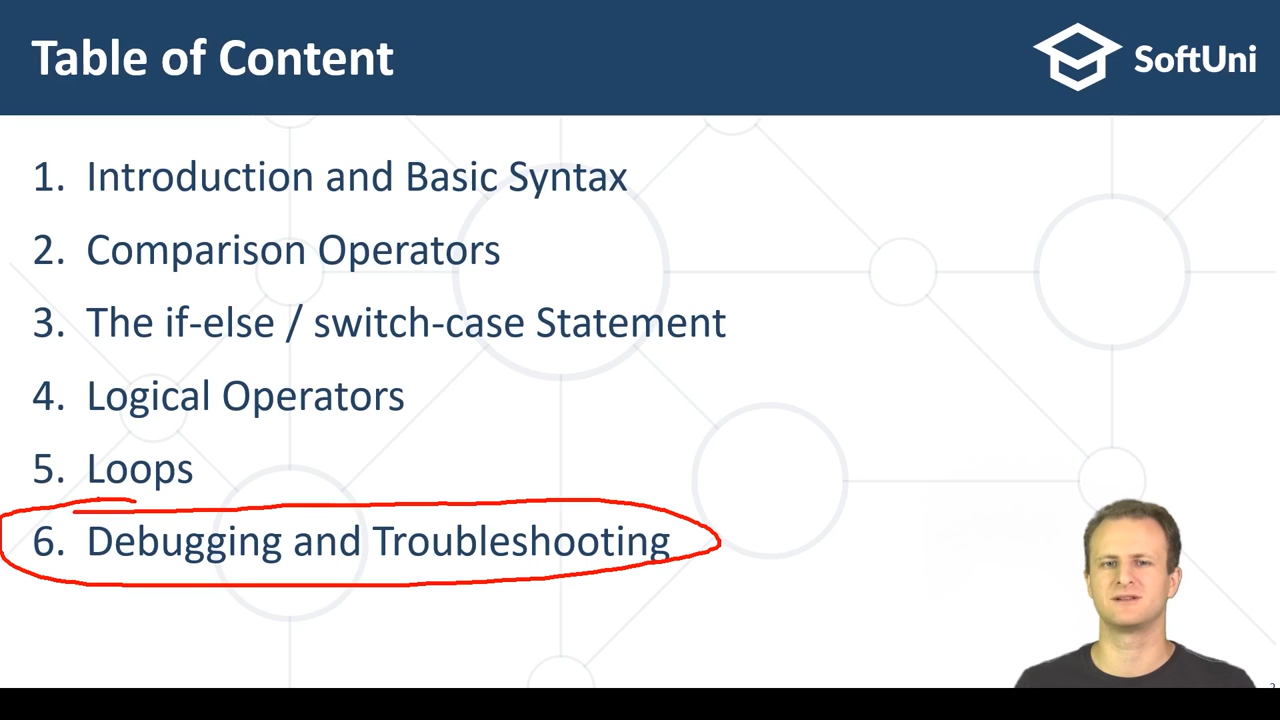 Table of Content
SoftUni
1. Introduction and Basic Syntax
2. Comparison Operators
3. The if-else / switch-case Statement
4. Logical Operators
5. Loops
6. Debugging and Troubleshooting